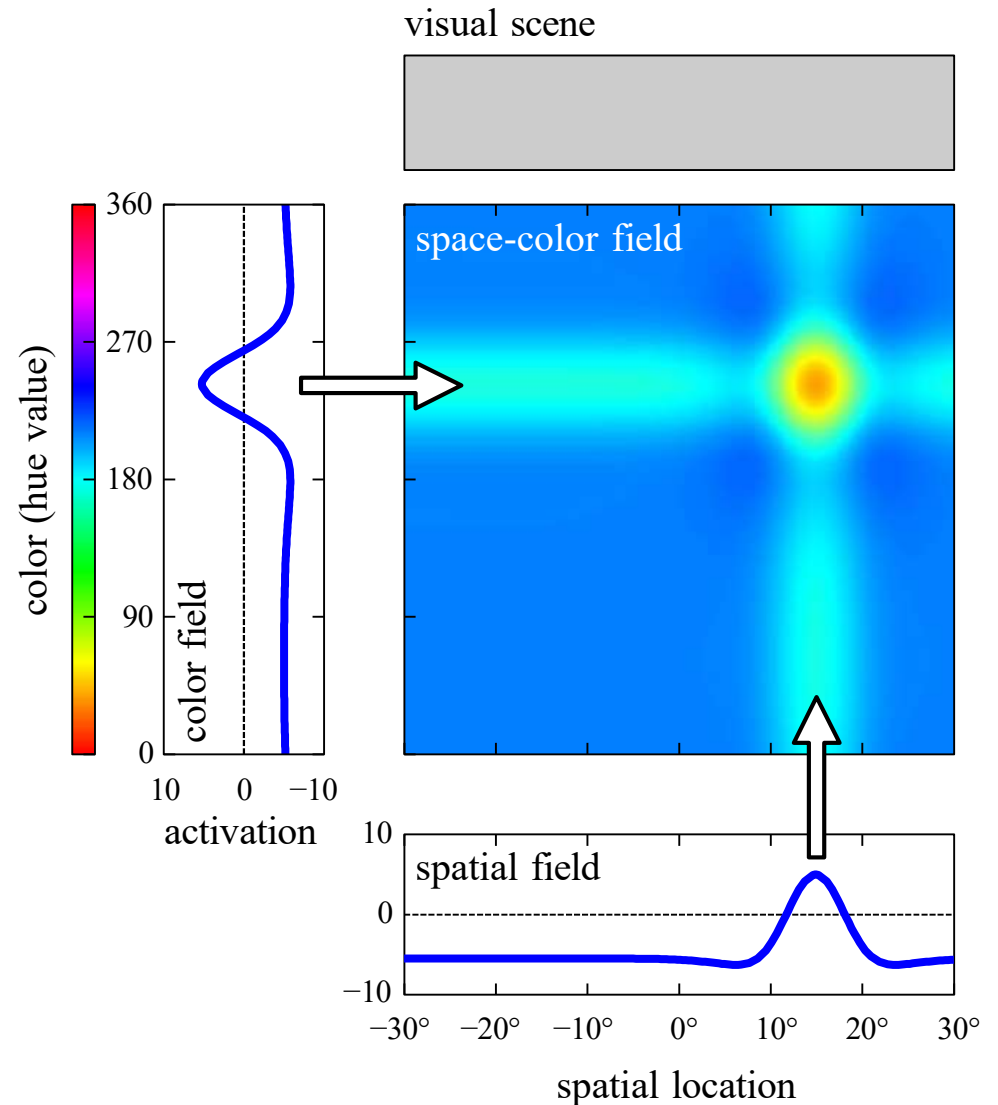 visual scene
360
270
180
90
0
color (hue value)
color field
10 0 −10
activation
space-color field
10
0
−10
spatial field
−30° −20° −10° 0° 10° 20° 30°
spatial location